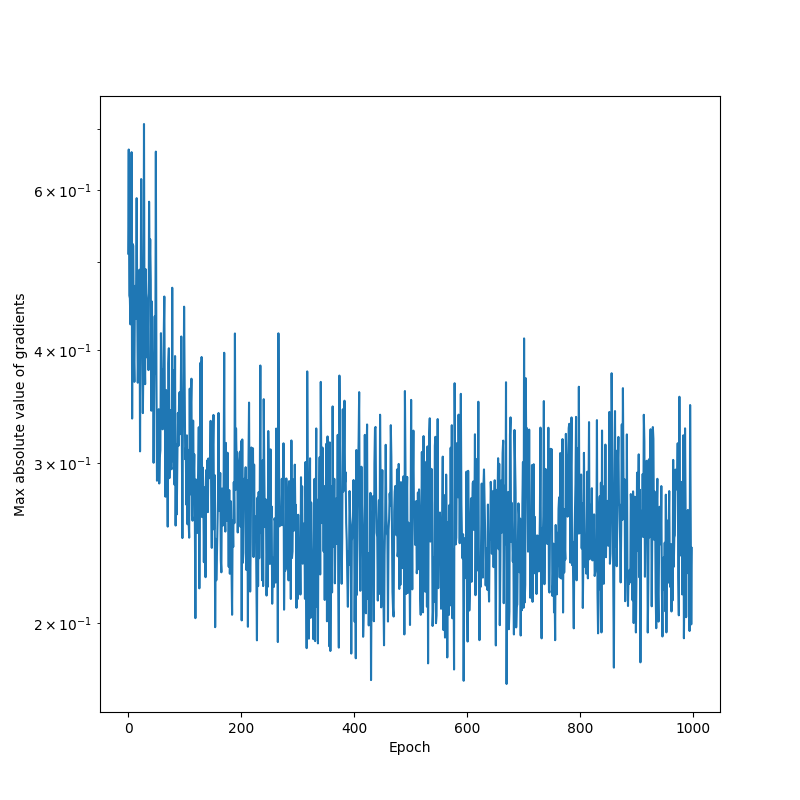 Max absolute value of gradients
6 × 10⁻¹
4 × 10⁻¹
3 × 10⁻¹
2 × 10⁻¹
0 200 400 600 800 1000
Epoch